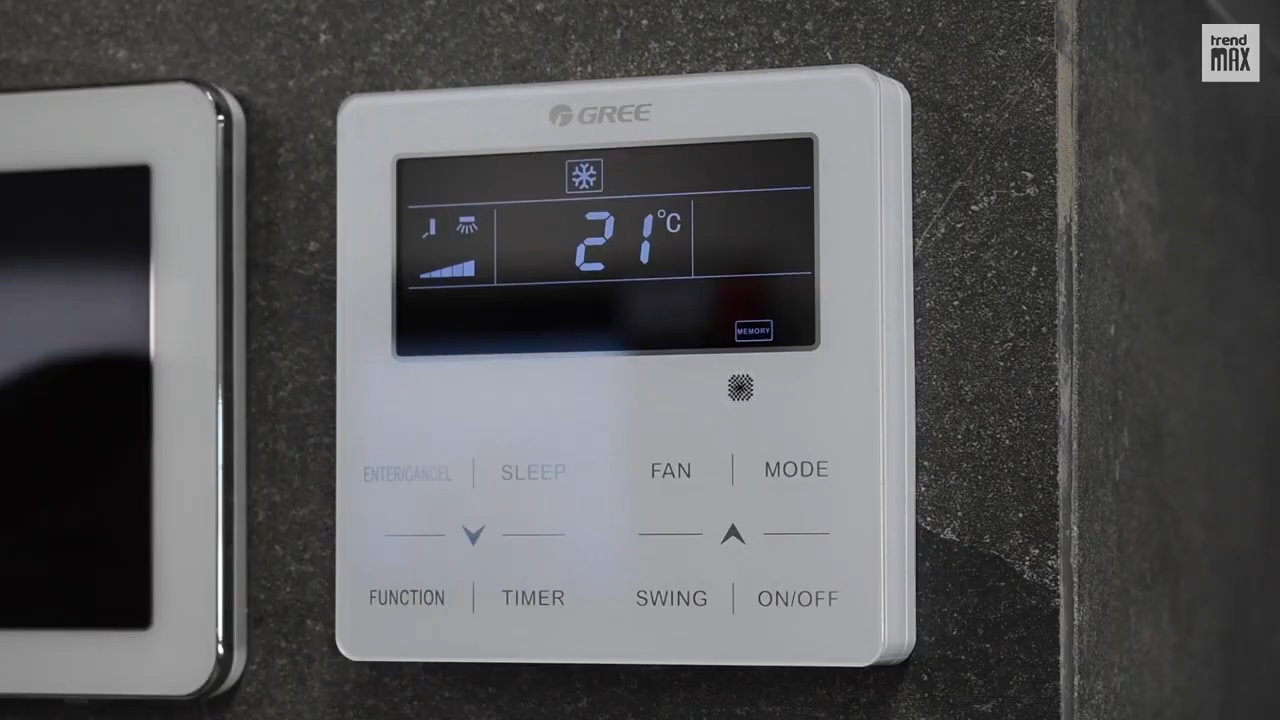 trend
MAX
GREE
21°C
MEMORY
ENTER/CANCEL SLEEP FAN MODE
FUNCTION TIMER SWING ON/OFF